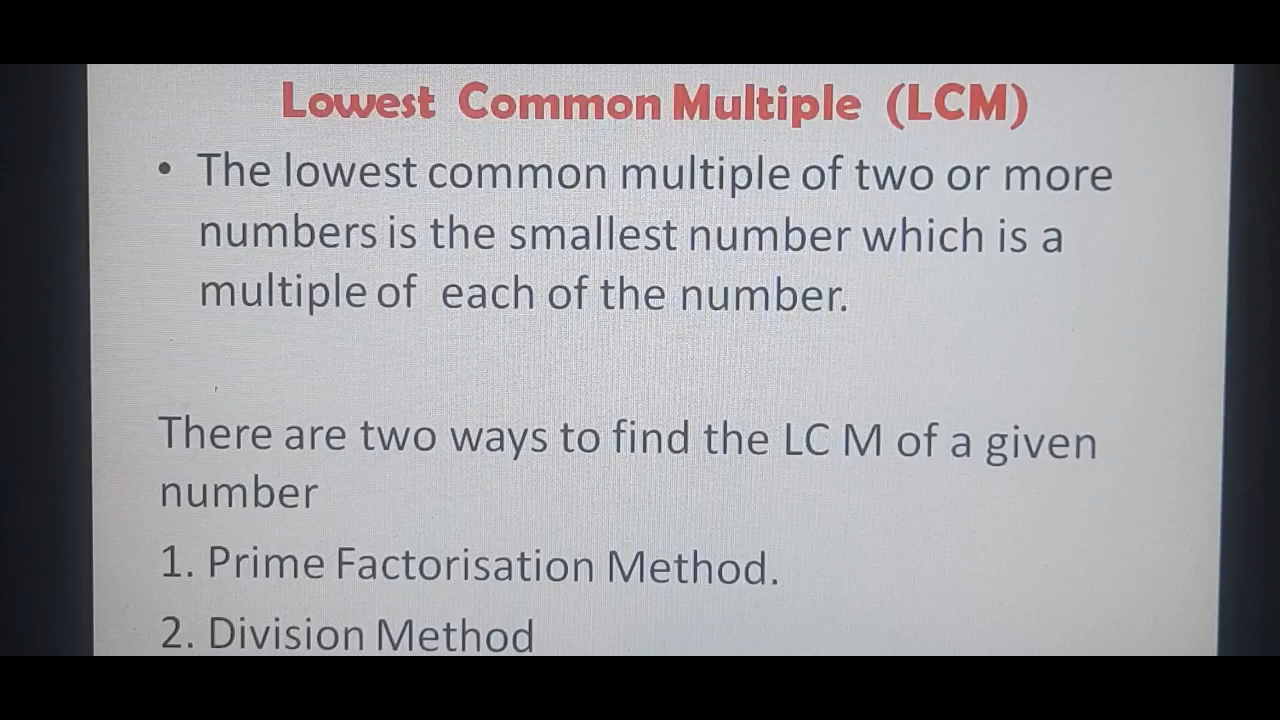 Lowest Common Multiple (LCM)
• The lowest common multiple of two or more
numbers is the smallest number which is a
multiple of each of the number.
There are two ways to find the LC M of a given
number
1. Prime Factorisation Method.
2. Division Method